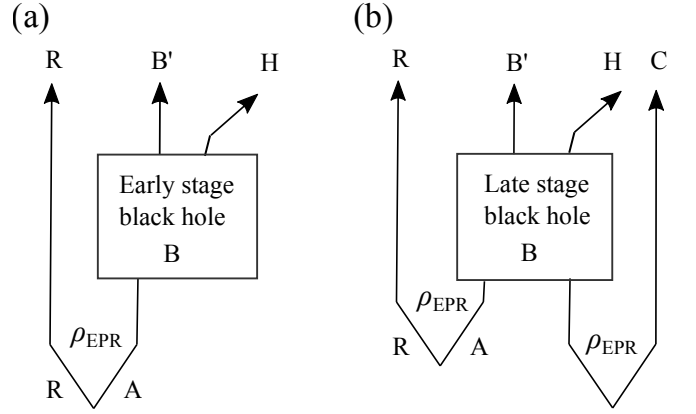 (a)
(b)
R B' H
R B' H C
Early stage
black hole
B
Late stage
black hole
B
ρEPR
R A
ρEPR
R A
ρEPR